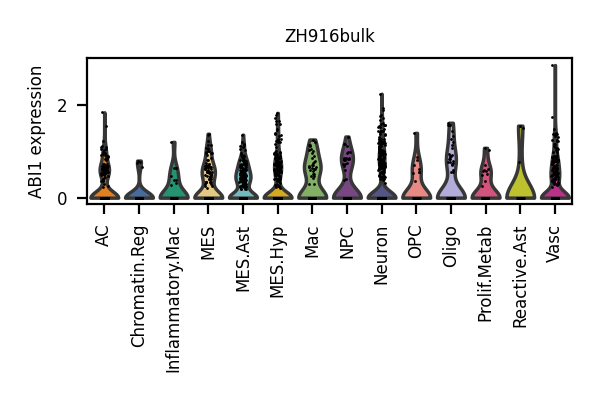 ZH916bulk
ABI1 expression
2
0
AC
Chromatin.Reg
Inflammatory.Mac
MES
MES.Ast
MES.Hyp
Mac
NPC
Neuron
OPC
Oligo
Prolif.Metab
Reactive.Ast
Vasc